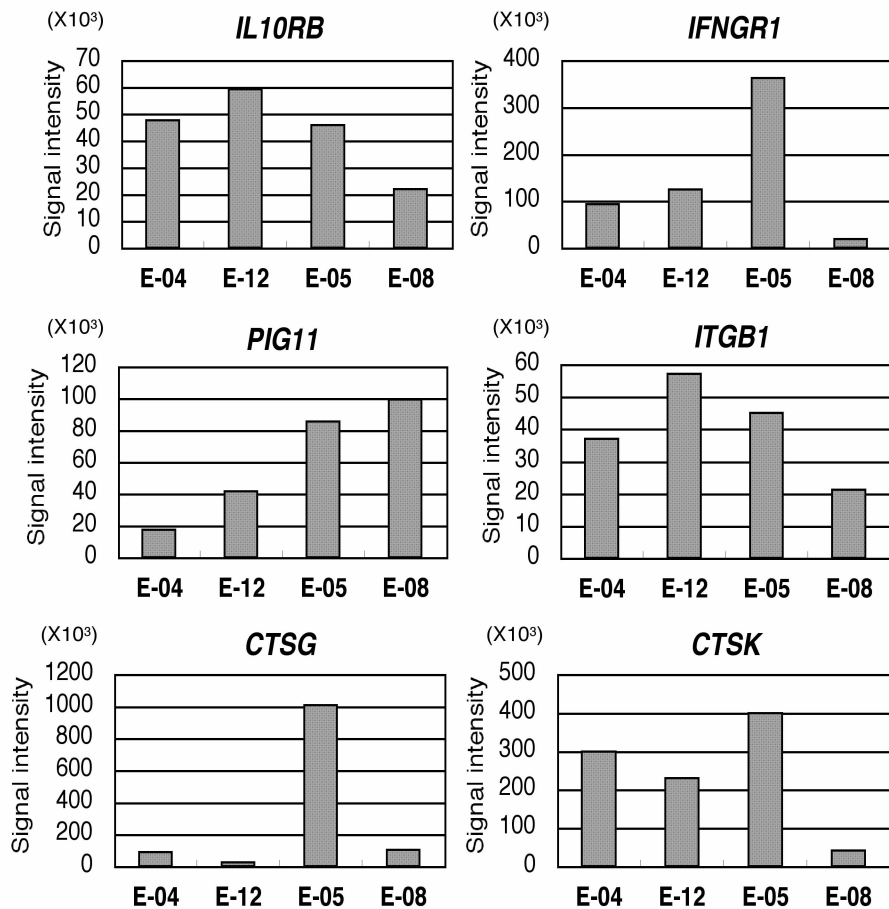 (X10³)
IL10RB
Signal intensity
70
60
50
40
30
20
10
0
E-04 E-12 E-05 E-08
(X10³)
IFNGR1
Signal intensity
400
300
200
100
0
E-04 E-12 E-05 E-08
(X10³)
PIG11
Signal intensity
120
100
80
60
40
20
0
E-04 E-12 E-05 E-08
(X10³)
ITGB1
Signal intensity
60
50
40
30
20
10
0
E-04 E-12 E-05 E-08
(X10³)
CTSG
Signal intensity
1200
1000
800
600
400
200
0
E-04 E-12 E-05 E-08
(X10³)
CTSK
Signal intensity
500
400
300
200
100
0
E-04 E-12 E-05 E-08